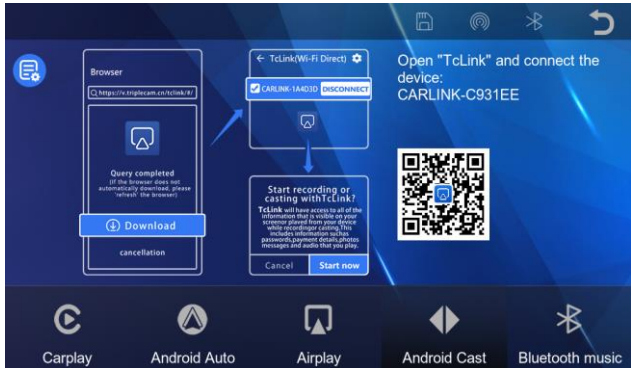 Browser
https://v.triplecam.cn/tclink/#/
Query completed
(If the browser does not
automatically download, please
'refresh' the browser)
Download
cancellation
TcLink(Wi-Fi Direct)
CARLINK-1A4D3D DISCONNECT
Start recording or
casting withTcLink?
TcLink will have access to all of the
information that is visible on your
screenor played from your device
while recordingor casting,This
includes information suchas
passwords,payment details,photos
messages and audio that you play.
Cancel Start now
Open "TcLink" and connect the
device:
CARLINK-C931EE
Carplay Android Auto Airplay Android Cast Bluetooth music